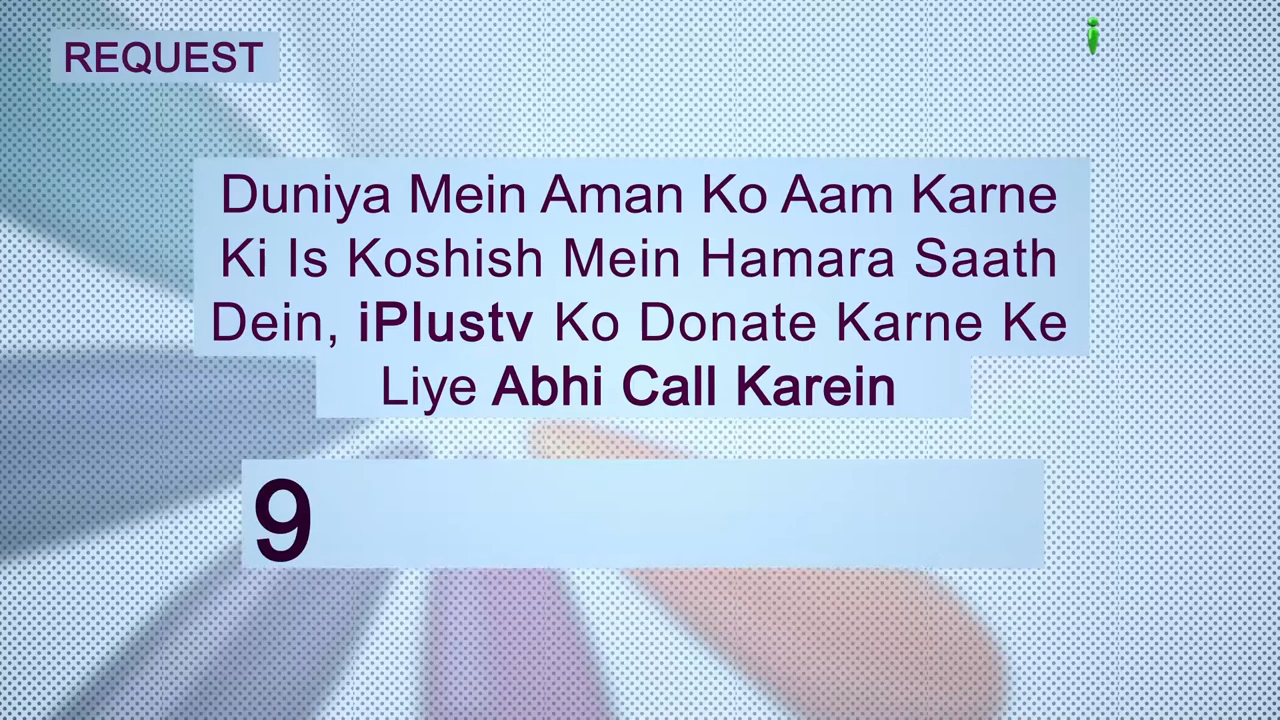 REQUEST
Duniya Mein Aman Ko Aam Karne
Ki Is Koshish Mein Hamara Saath
Dein, iPlustv Ko Donate Karne Ke
Liye Abhi Call Karein
9